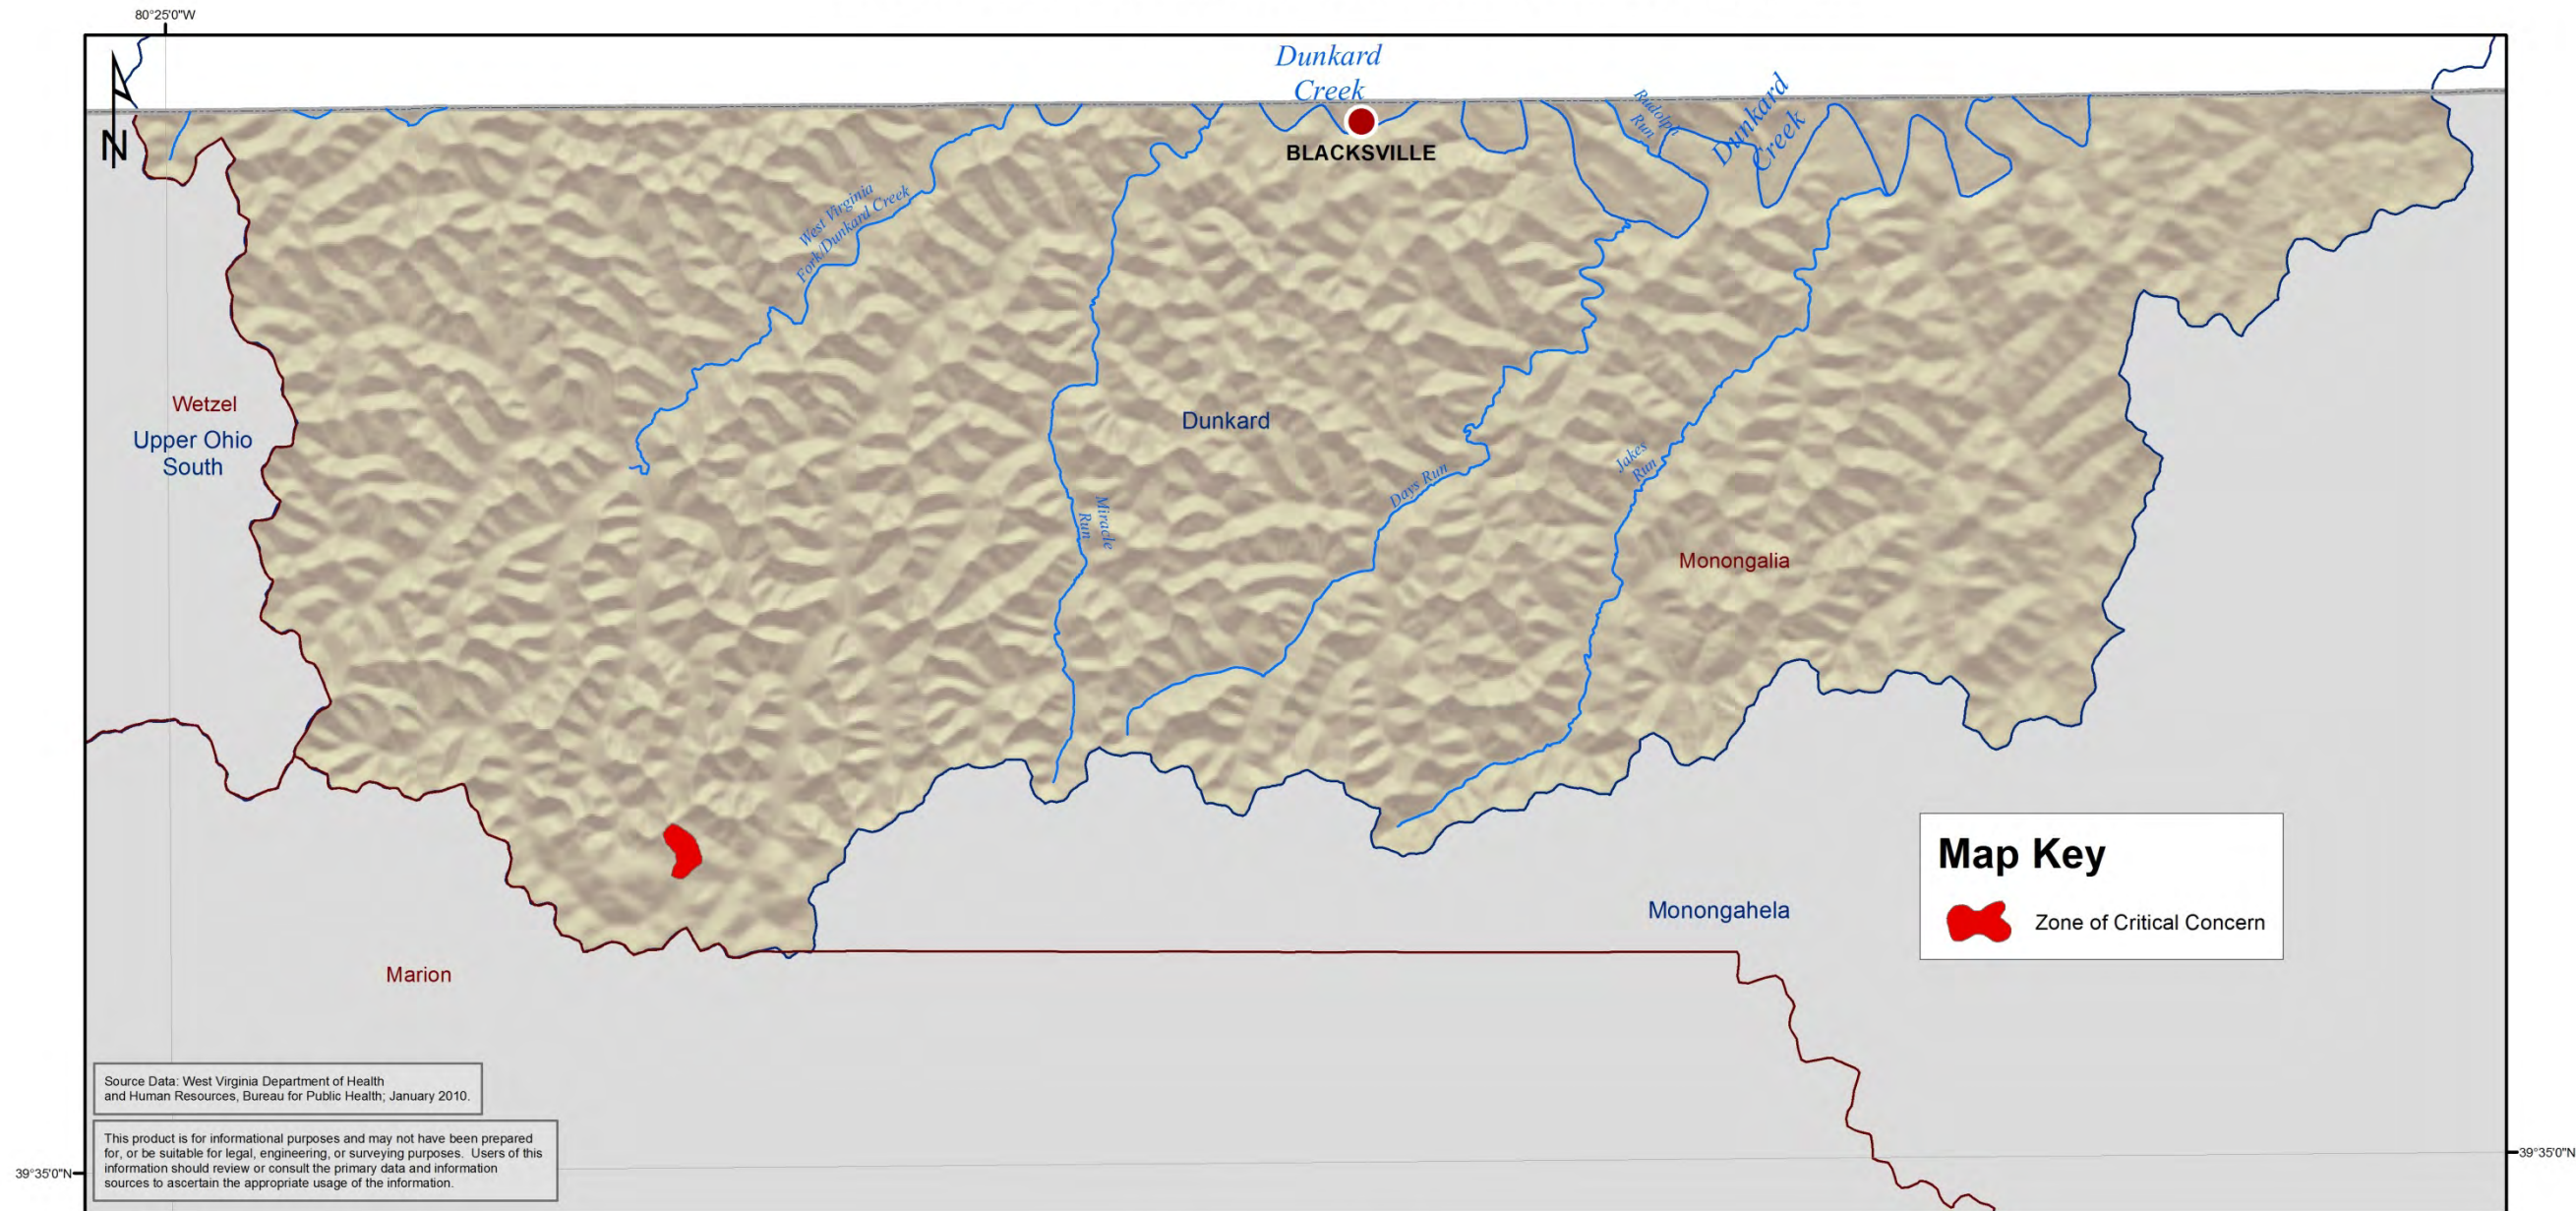 80°25'0"W
Dunkard
Creek
N
BLACKSVILLE
Rudolph
Run
Dunkard
Creek
West Virginia
Fork/Dunkard Creek
Wetzel
Upper Ohio
South
Dunkard
Days Run
Jakes
Run
Miracle
Run
Monongalia
Map Key
Zone of Critical Concern
Monongahela
Marion
Source Data: West Virginia Department of Health
and Human Resources, Bureau for Public Health; January 2010.
This product is for informational purposes and may not have been prepared
for, or be suitable for legal, engineering, or surveying purposes. Users of this
information should review or consult the primary data and information
sources to ascertain the appropriate usage of the information.
39°35'0"N
39°35'0"N